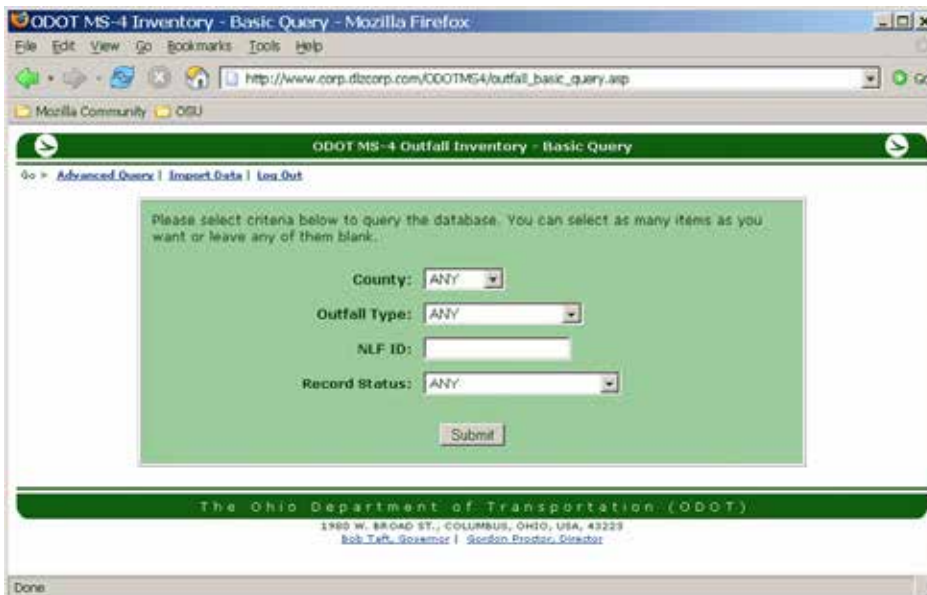 ODOT MS-4 Inventory - Basic Query - Mozilla Firefox
File Edit View Go Bookmarks Tools Help
http://www.corp.dlzcorp.com/ODOTMS4/outfall_basic_query.asp
Mozilla Community OSU
ODOT MS-4 Outfall Inventory - Basic Query
Go > Advanced Query | Import Data | Log Out
Please select criteria below to query the database. You can select as many items as you
want or leave any of them blank.
County: ANY
Outfall Type: ANY
NLF ID:
Record Status: ANY
Submit
The Ohio Department of Transportation (ODOT)
1980 W. BROAD ST., COLUMBUS, OHIO, USA, 43223
Bob Taft, Governor | Gordon Proctor, Director
Done